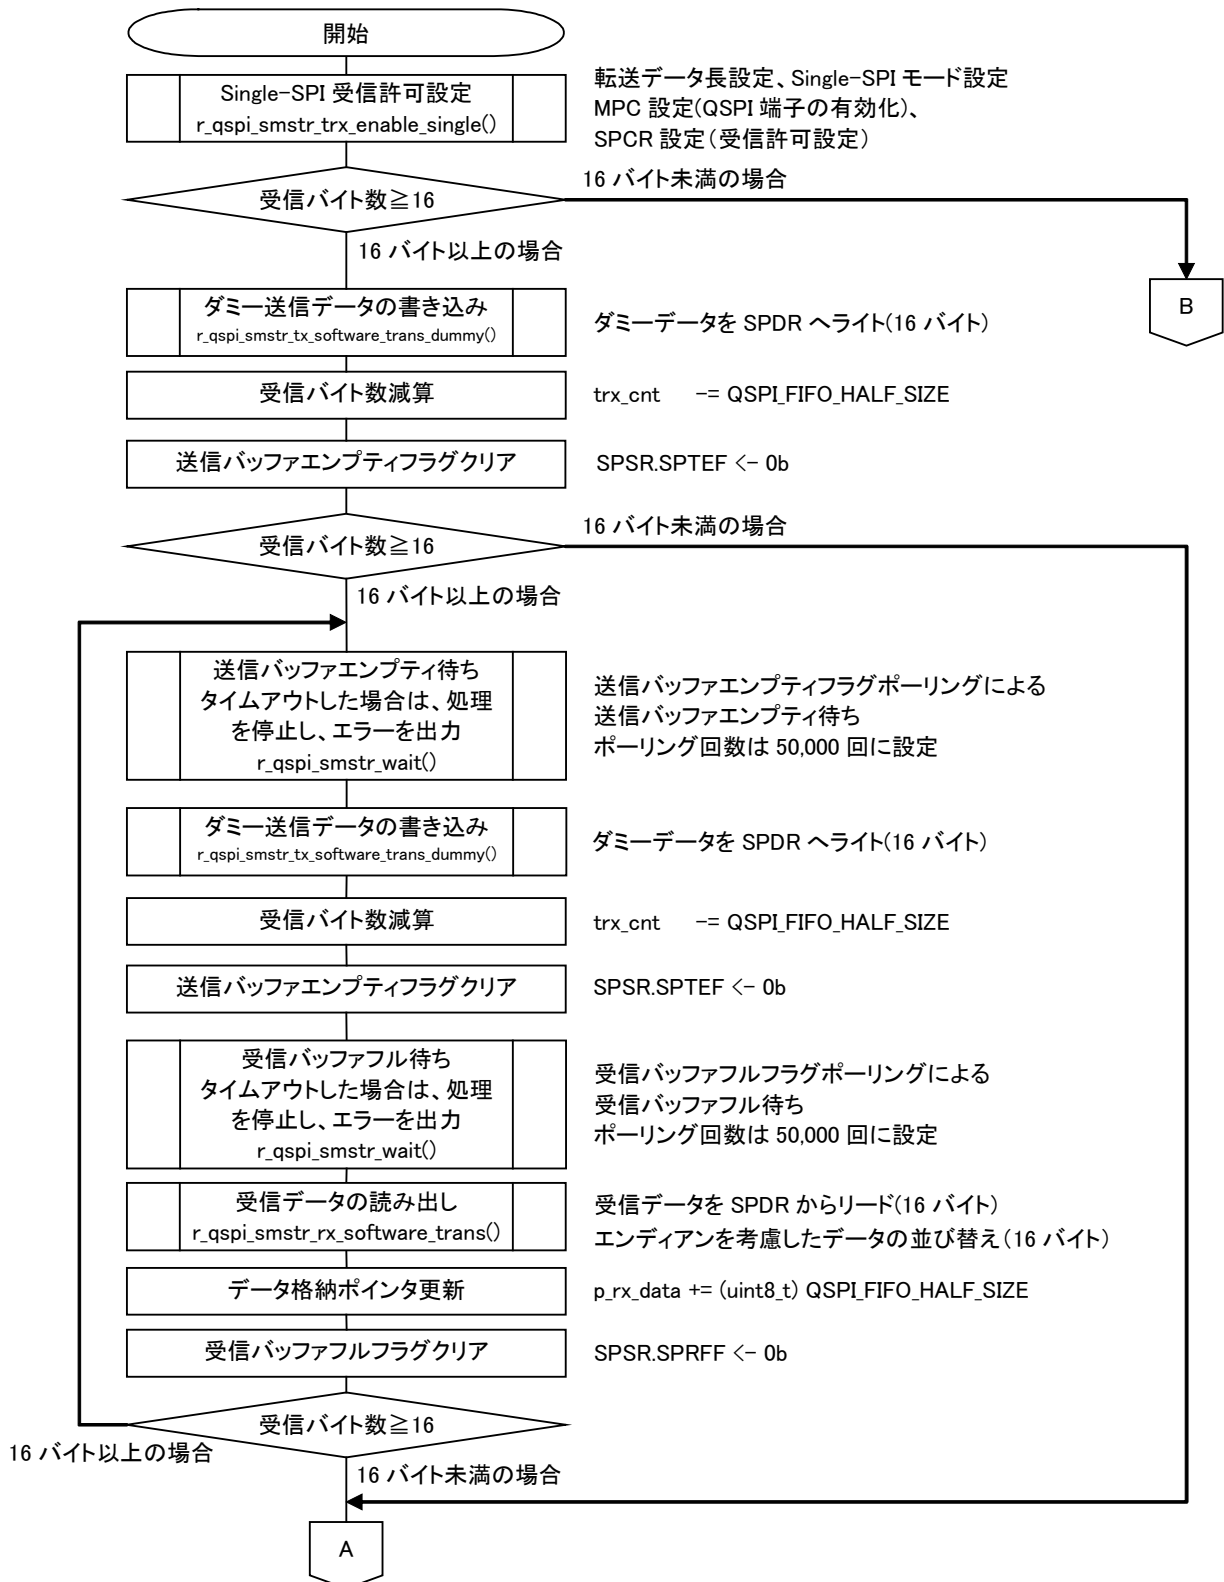 開始
Single-SPI 受信許可設定
r_qspi_smstr_trx_enable_single()
転送データ長設定、Single-SPI モード設定
MPC 設定(QSPI 端子の有効化)、
SPCR 設定(受信許可設定)
受信バイト数≧16
16 バイト未満の場合
16 バイト以上の場合
B
ダミー送信データの書き込み
r_qspi_smstr_tx_software_trans_dummy()
ダミーデータを SPDR へライト(16 バイト)
受信バイト数減算
trx_cnt -= QSPI_FIFO_HALF_SIZE
送信バッファエンプティフラグクリア
SPSR.SPTEF <- 0b
受信バイト数≧16
16 バイト未満の場合
16 バイト以上の場合
送信バッファエンプティ待ち
タイムアウトした場合は、処理
を停止し、エラーを出力
r_qspi_smstr_wait()
送信バッファエンプティフラグポーリングによる
送信バッファエンプティ待ち
ポーリング回数は 50,000 回に設定
ダミー送信データの書き込み
r_qspi_smstr_tx_software_trans_dummy()
ダミーデータを SPDR へライト(16 バイト)
受信バイト数減算
trx_cnt -= QSPI_FIFO_HALF_SIZE
送信バッファエンプティフラグクリア
SPSR.SPTEF <- 0b
受信バッファフル待ち
タイムアウトした場合は、処理
を停止し、エラーを出力
r_qspi_smstr_wait()
受信バッファフルフラグポーリングによる
受信バッファフル待ち
ポーリング回数は 50,000 回に設定
受信データの読み出し
r_qspi_smstr_rx_software_trans()
受信データを SPDR からリード(16 バイト)
エンディアンを考慮したデータの並び替え(16 バイト)
データ格納ポインタ更新
p_rx_data += (uint8_t) QSPI_FIFO_HALF_SIZE
受信バッファフルフラグクリア
SPSR.SPRFF <- 0b
受信バイト数≧16
16 バイト以上の場合
16 バイト未満の場合
A